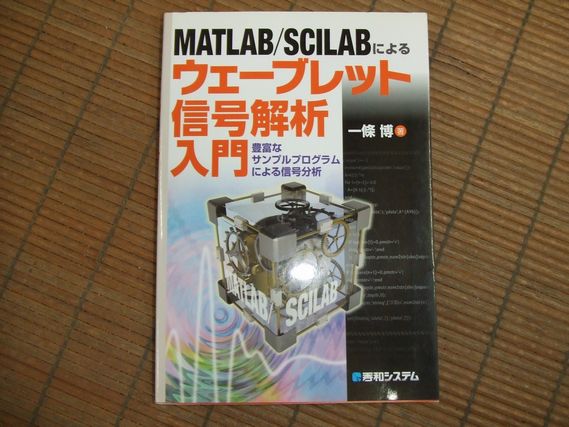 MATLAB/SCILABによる
ウェーブレット
信号解析
入門
豊富な
サンプルプログラム
による信号分析
一條 博 著
MATLAB/
SCILAB
秀和システム